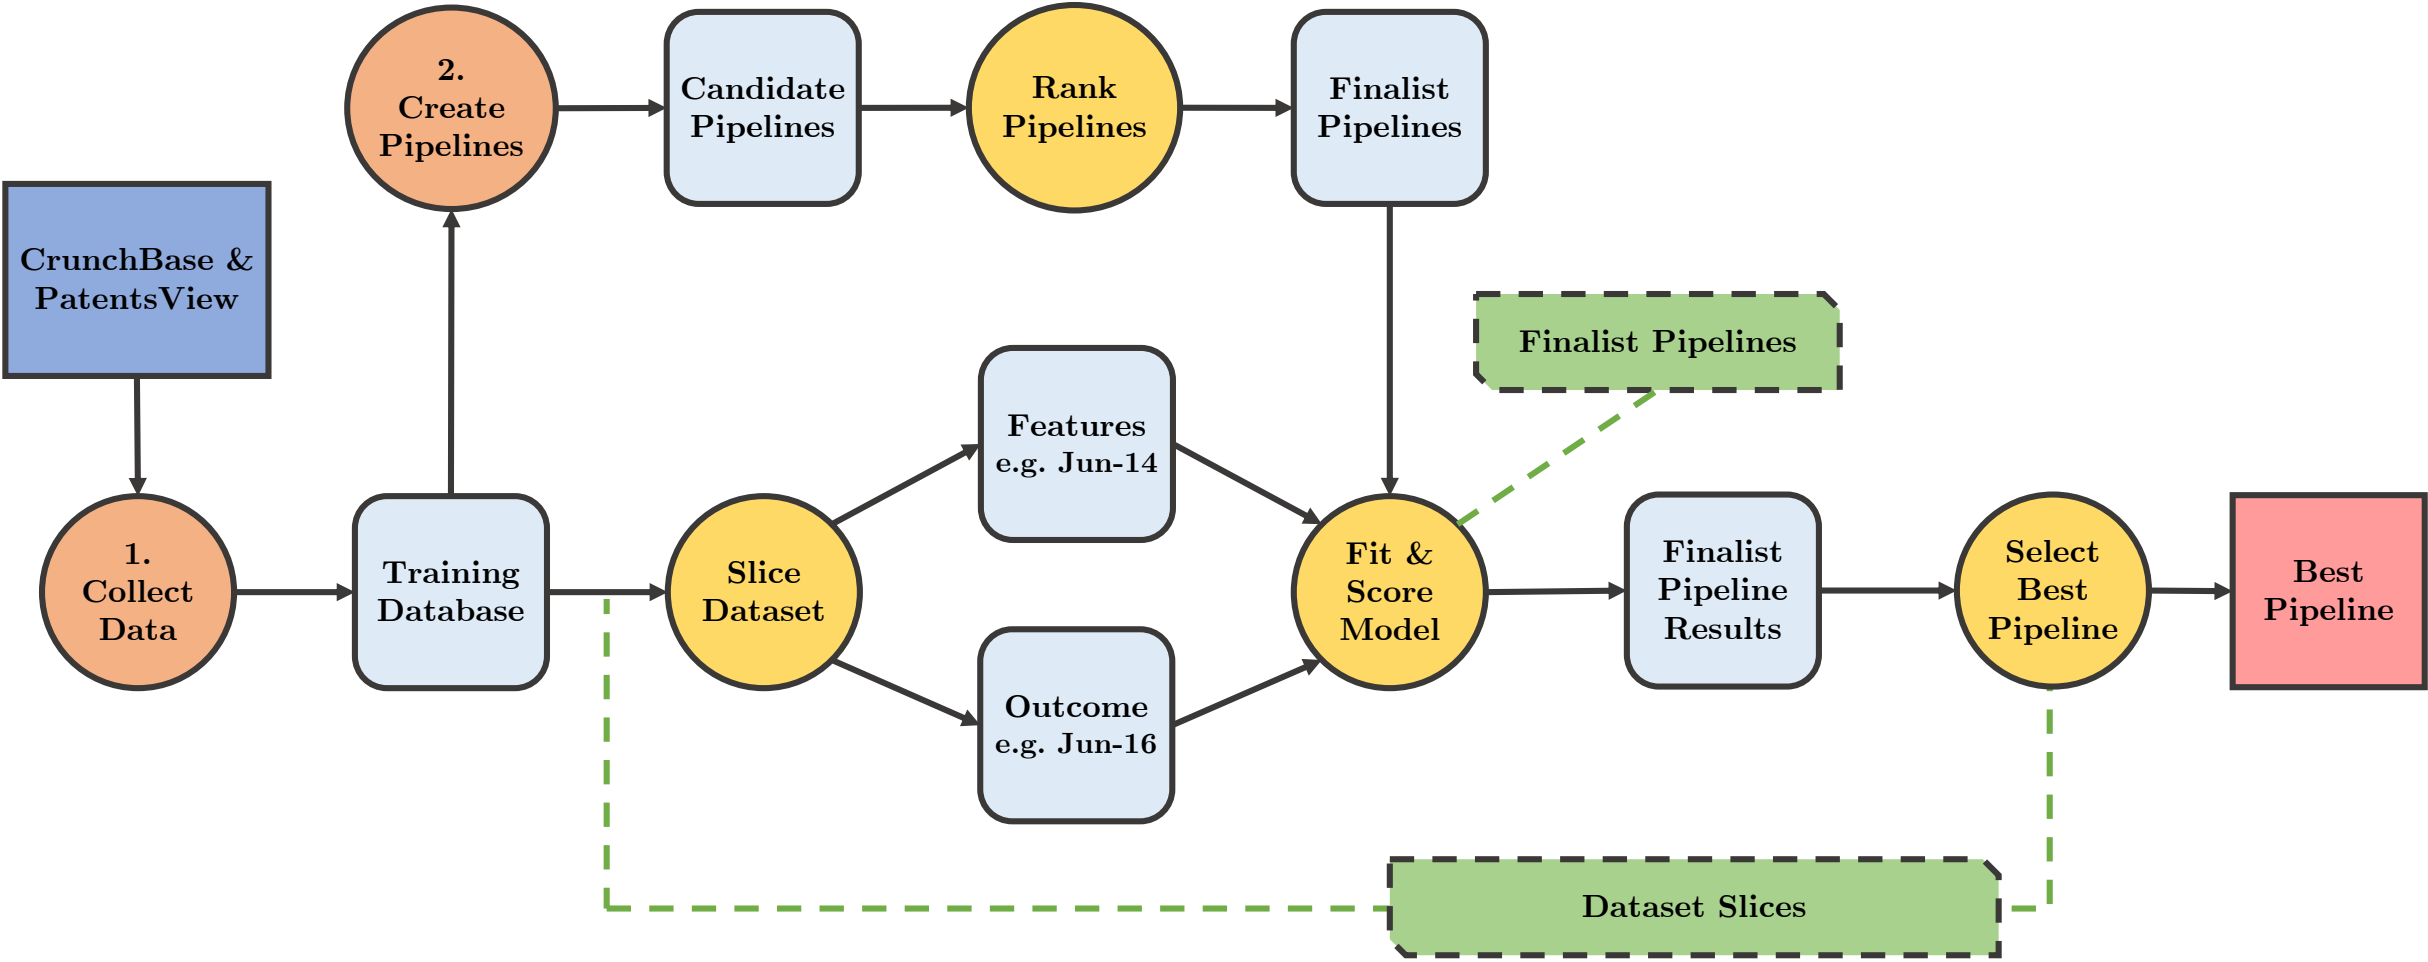 2.
Create
Pipelines
Candidate
Pipelines
Rank
Pipelines
Finalist
Pipelines
CrunchBase &
PatentsView
Finalist Pipelines
Features
e.g. Jun-14
1.
Collect
Data
Training
Database
Slice
Dataset
Fit &
Score
Model
Finalist
Pipeline
Results
Select
Best
Pipeline
Best
Pipeline
Outcome
e.g. Jun-16
Dataset Slices